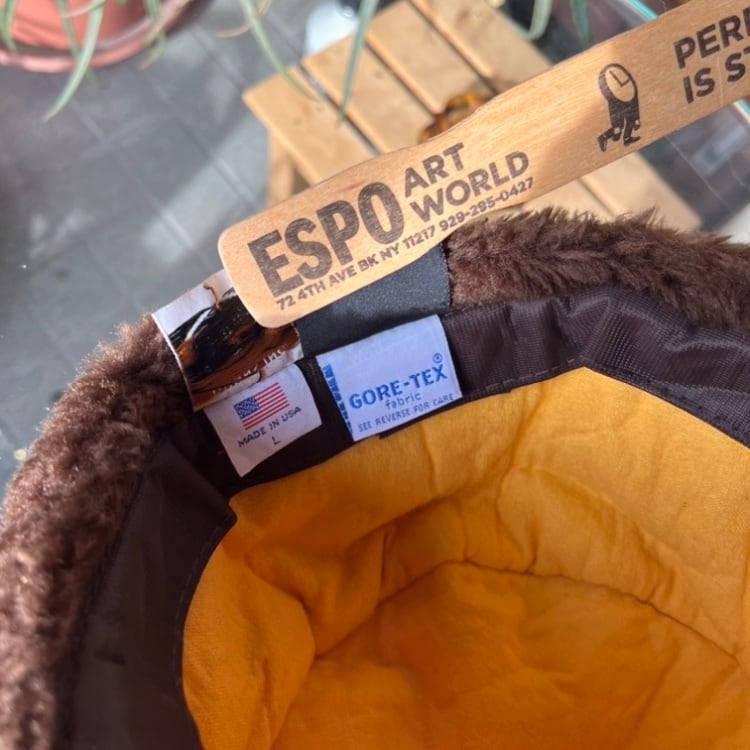 ESPO
ART
WORLD
72 4TH AVE BK NY 11217 929-295-0427
IS
MADE IN USA
L
GORE-TEX®
fabric
SEE REVERSE FOR CARE